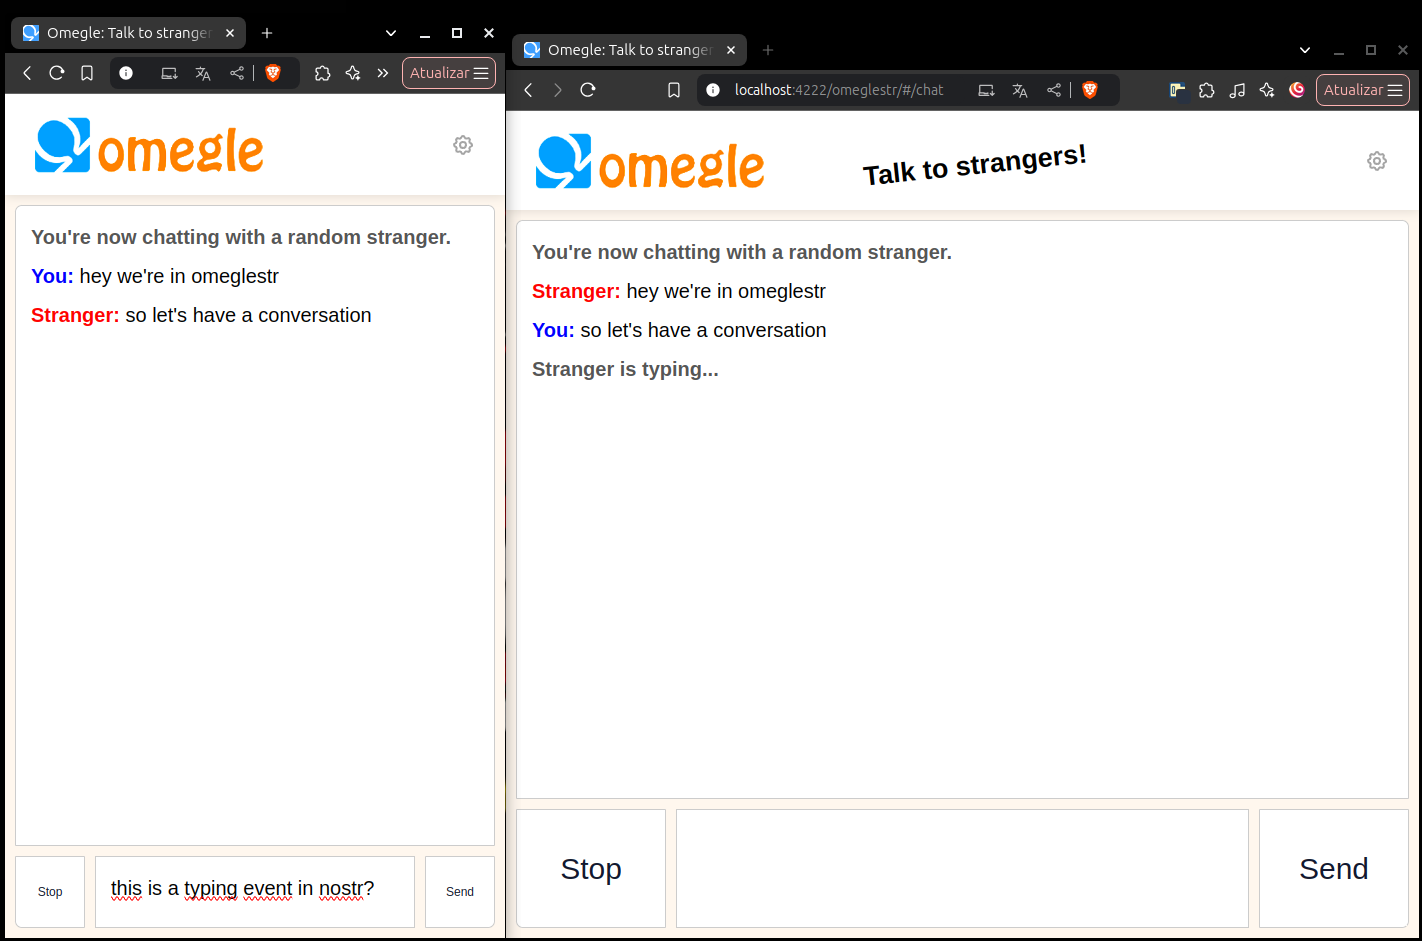 Omegle: Talk to stranger
Atualizar
omegle
You're now chatting with a random stranger.
You: hey we're in omeglestr
Stranger: so let's have a conversation
Stop
this is a typing event in nostr?
Send
Omegle: Talk to stranger
localhost:4222/omeglestr/#/chat
Atualizar
omegle
Talk to strangers!
You're now chatting with a random stranger.
Stranger: hey we're in omeglestr
You: so let's have a conversation
Stranger is typing...
Stop
Send